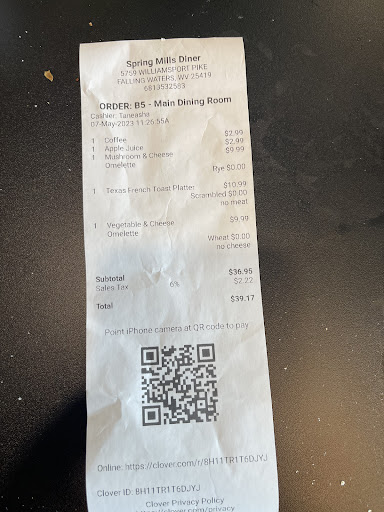 Spring Mills Diner
5759 WILLIAMSPORT PIKE
FALLING WATERS, WV 25419
6813532583
ORDER: B5 - Main Dining Room
Cashier: Taneasha
07-May-2023 11:26:55A
1 Coffee $2.99
1 Apple Juice $2.99
1 Mushroom & Cheese $9.99
Omelette
Rye $0.00
1 Texas French Toast Platter $10.99
Scrambled $0.00
no meat
1 Vegetable & Cheese $9.99
Omelette
Wheat $0.00
no cheese
Subtotal $36.95
Sales Tax 6% $2.22
Total $39.17
Point iPhone camera at QR code to pay
Online: https://clover.com/r/8H11TR1T6DJYJ
Clover ID: 8H11TR1T6DJYJ
Clover Privacy Policy
https://clover.com/privacy